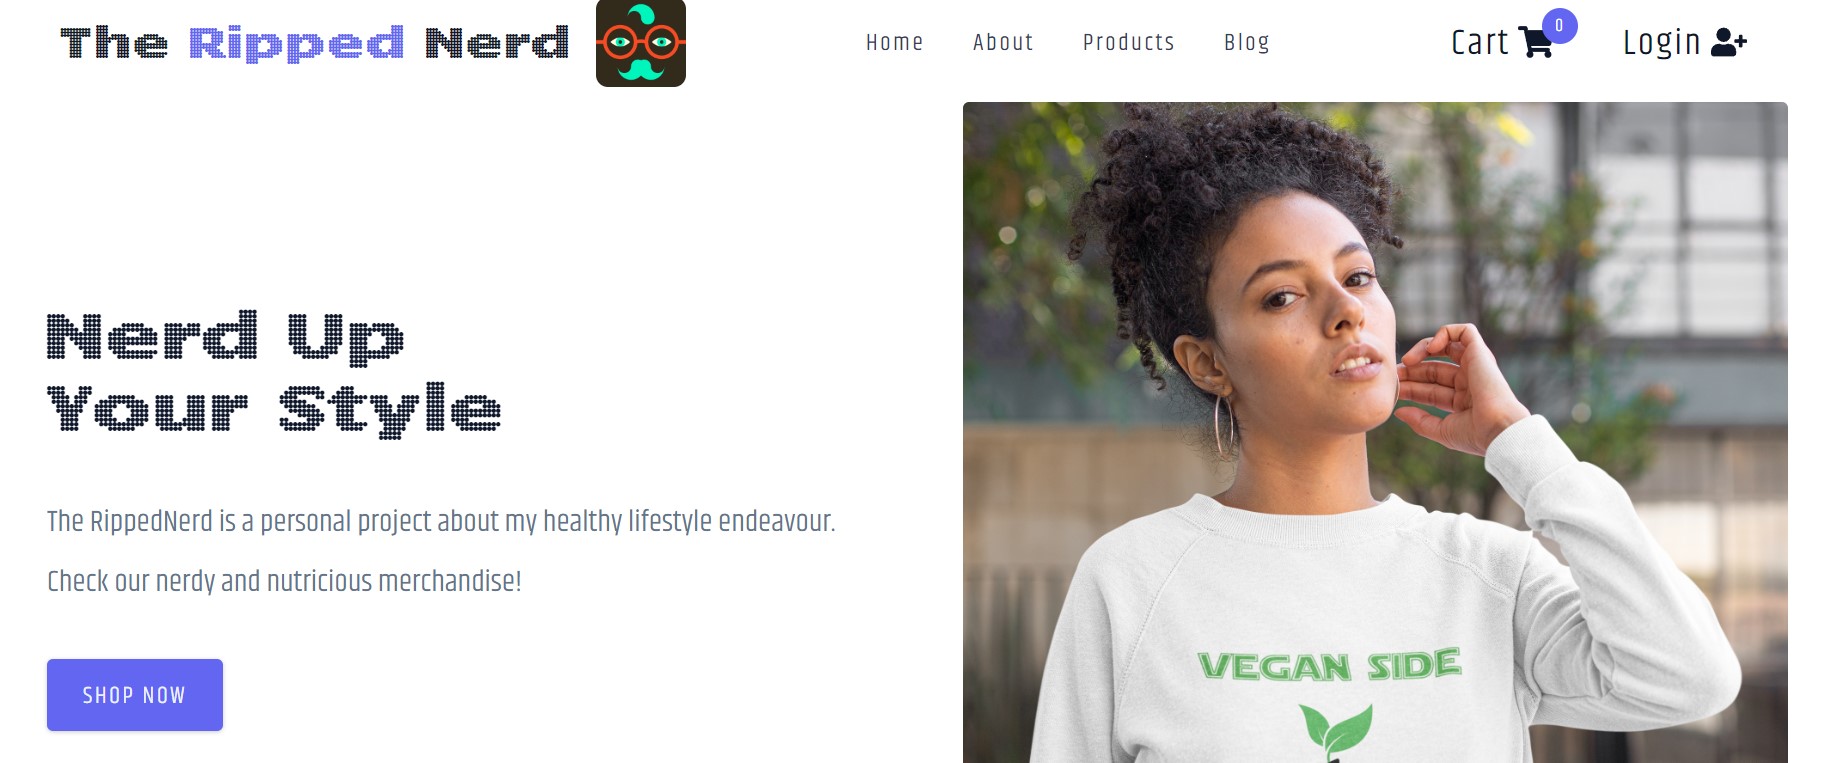 The Ripped Nerd
Home About Products Blog
Cart 0 Login
Nerd Up
Your Style
The RippedNerd is a personal project about my healthy lifestyle endeavour.
Check our nerdy and nutricious merchandise!
SHOP NOW
VEGAN SIDE